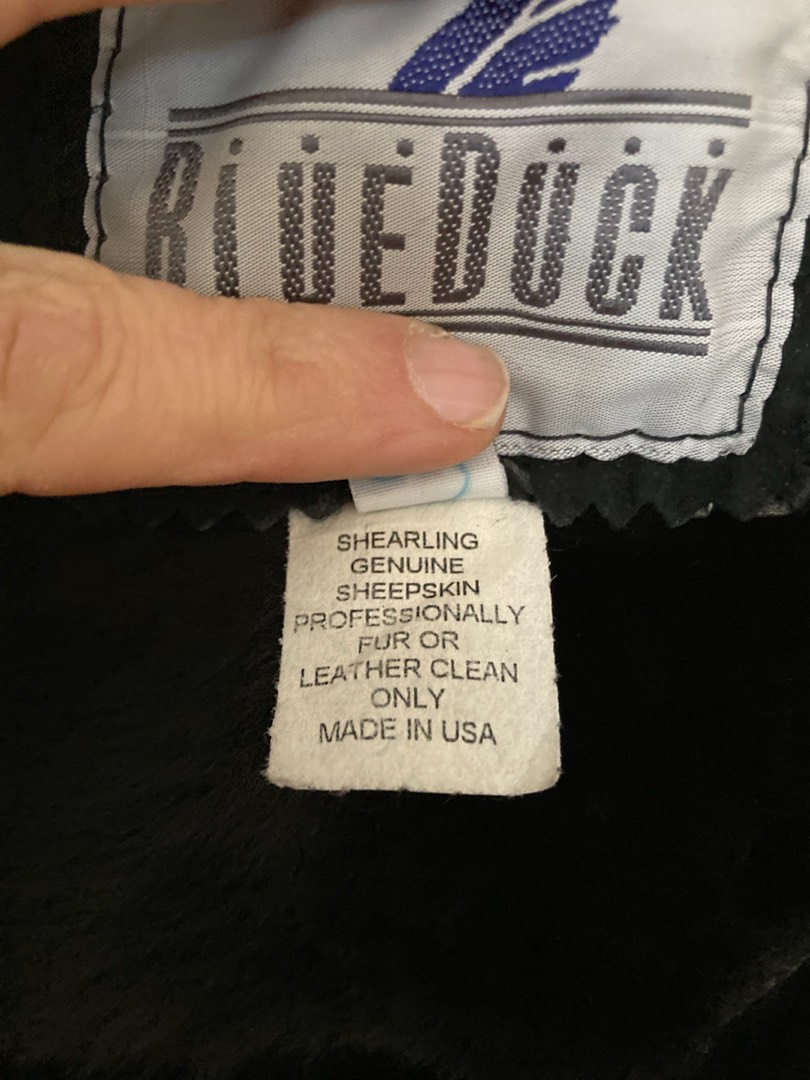 BLUEDUCK
SHEARLING
GENUINE
SHEEPSKIN
PROFESSIONALLY
FUR OR
LEATHER CLEAN
ONLY
MADE IN USA